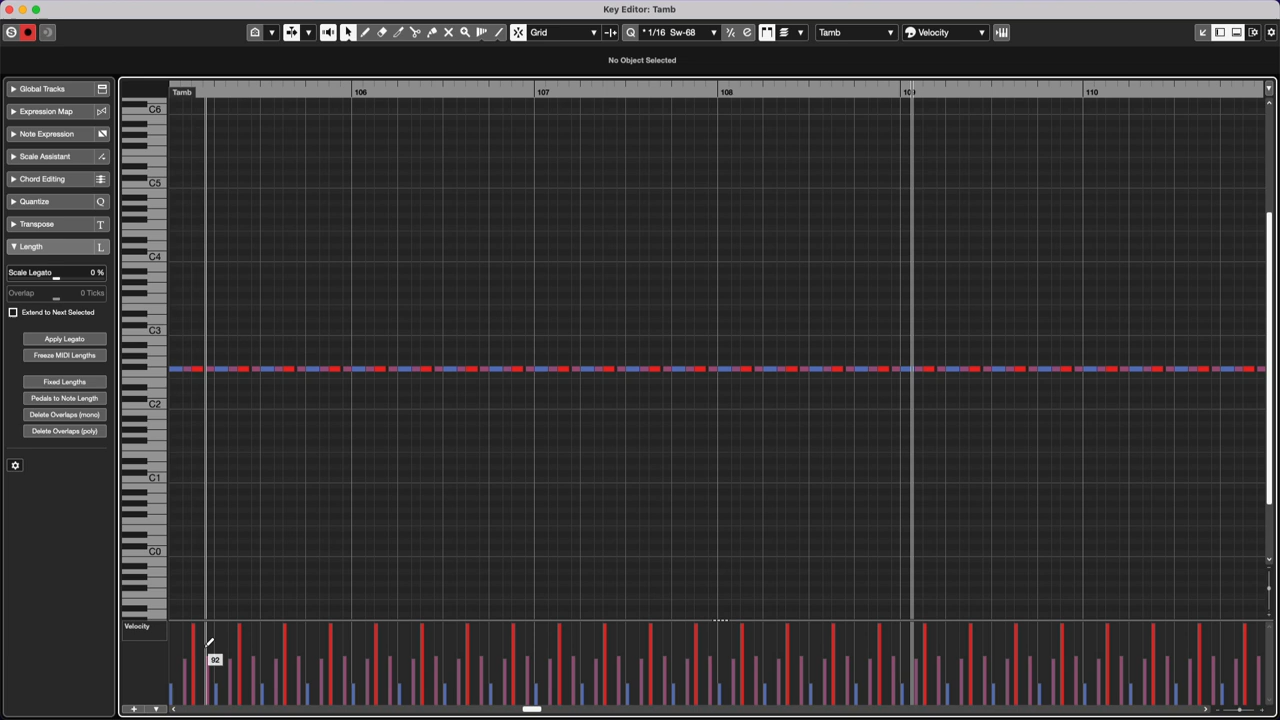 Key Editor: Tamb
S
Grid
Q
* 1/16 Sw-68
Tamb
Velocity
No Object Selected
Global Tracks
Expression Map
Note Expression
Scale Assistant
Chord Editing
Quantize Q
Transpose T
Length L
Scale Legato 0 %
Overlap 0 Ticks
Extend to Next Selected
Apply Legato
Freeze MIDI Lengths
Fixed Lengths
Pedals to Note Length
Delete Overlaps (mono)
Delete Overlaps (poly)
Tamb
106 107 108 109 110
C6
C5
C4
C3
C2
C1
C0
Velocity
92